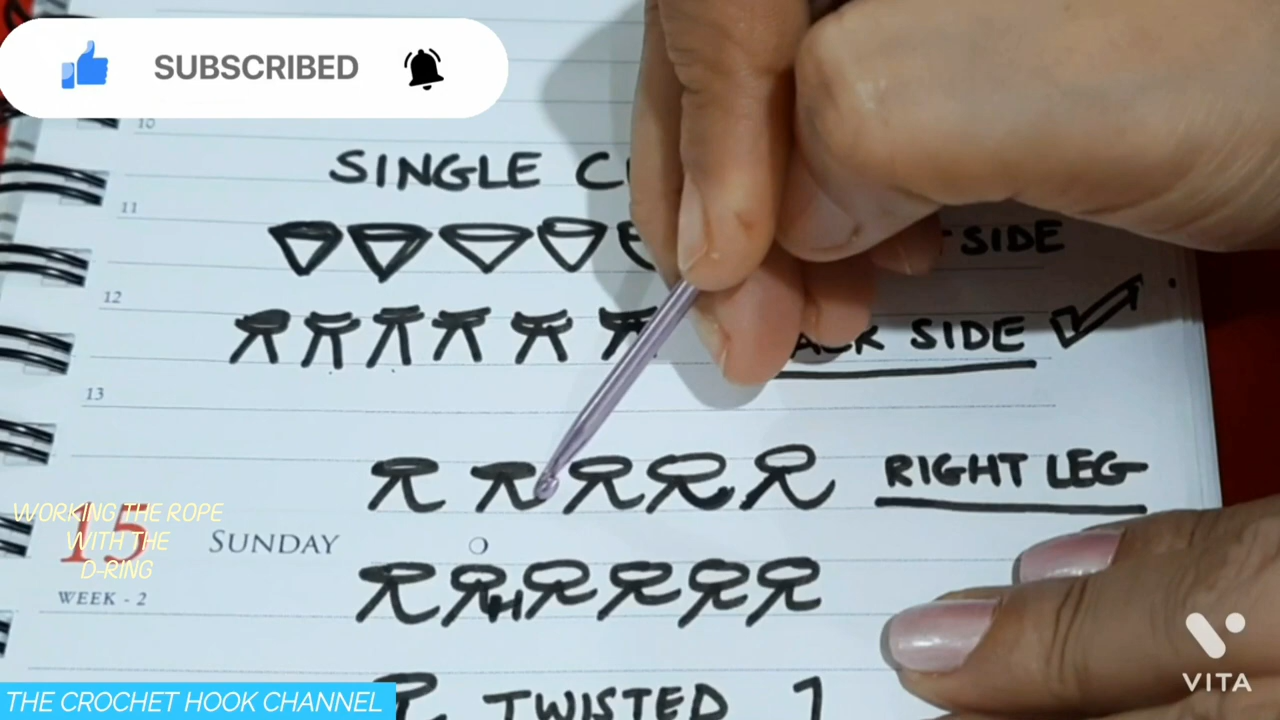 SUBSCRIBED
10
SINGLE
11
SIDE
12
SIDE
13
RIGHT LEG
WORKING THE ROPE
WITH THE
D-RING
15 SUNDAY
WEEK - 2
TWISTED
THE CROCHET HOOK CHANNEL
VITA